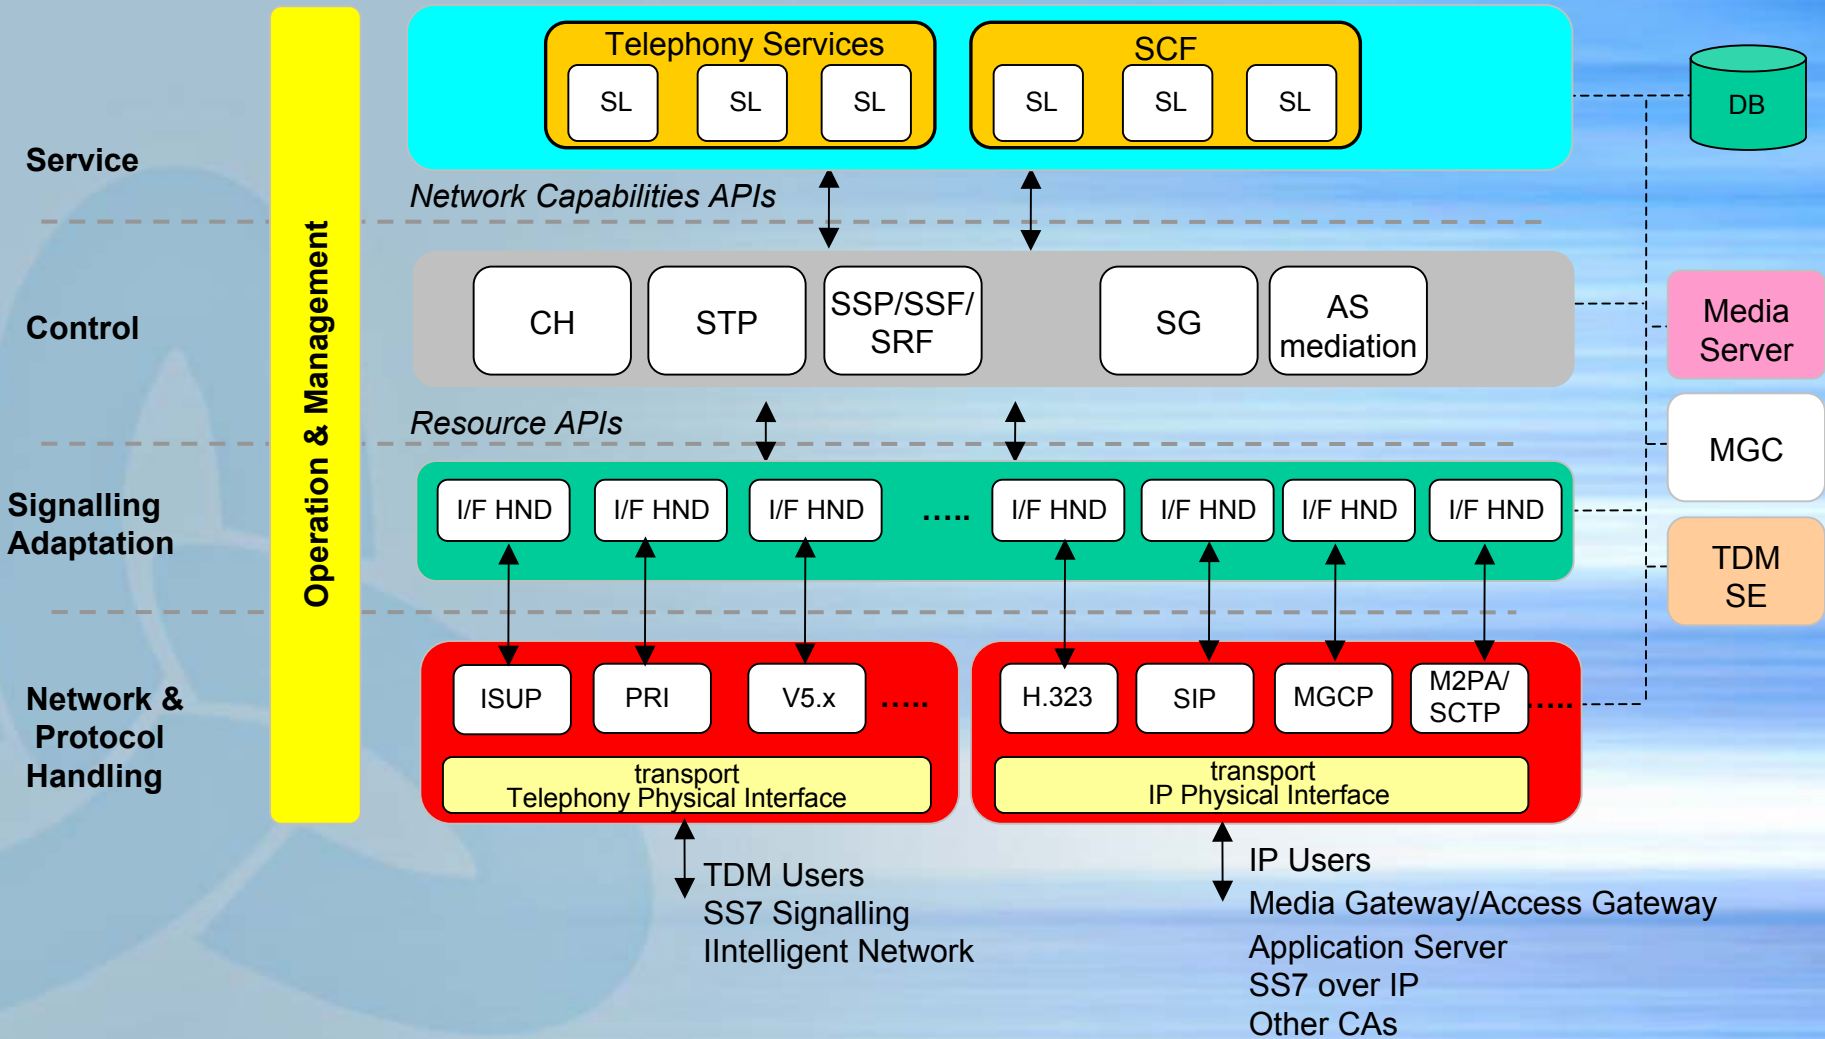 Telephony Services
SL
SL
SL
SCF
SL
SL
SL
DB
Service
Network Capabilities APIs
Operation & Management
Control
CH
STP
SSP/SSF/
SRF
SG
AS
mediation
Media
Server
Resource APIs
MGC
Signalling
Adaptation
I/F HND
I/F HND
I/F HND
.....
I/F HND
I/F HND
I/F HND
I/F HND
TDM
SE
Network &
Protocol
Handling
ISUP
PRI
V5.x
.....
H.323
SIP
MGCP
M2PA/
SCTP
.....
transport
Telephony Physical Interface
transport
IP Physical Interface
TDM Users
SS7 Signalling
IIntelligent Network
IP Users
Media Gateway/Access Gateway
Application Server
SS7 over IP
Other CAs